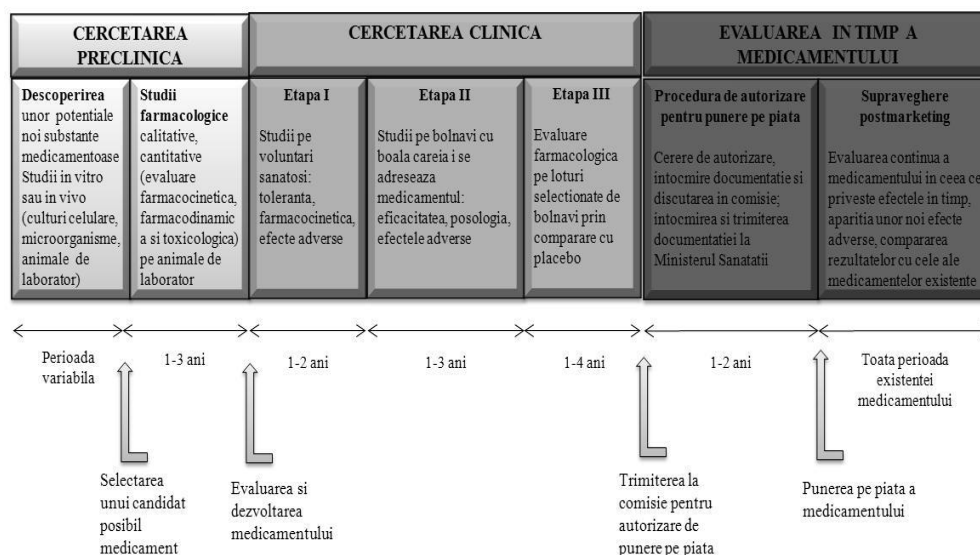 CERCETAREA
PRECLINICA
CERCETAREA CLINICA
EVALUAREA IN TIMP A
MEDICAMENTULUI
Descoperirea
unor potentiale
noi substante
medicamentoase
Studii in vitro
sau in vivo
(culturi celulare,
microorganisme,
animale de
laborator)
Studii
farmacologice
calitative,
cantitative
(evaluare
farmacocinetica,
farmacodinamic
a si toxicologica)
pe animale de
laborator
Etapa I
Studii pe
voluntari
sanatosi:
toleranta,
farmacocinetica,
efecte adverse
Etapa II
Studii pe bolnavi cu
boala careia i se
adreseaza
medicamentul:
eficacitatea, posologia,
efectele adverse
Etapa III
Evaluare
farmacologica
pe loturi
selectionate de
bolnavi prin
comparare cu
placebo
Procedura de autorizare
pentru punere pe piata
Cerere de autorizare,
intocmire documentatie si
discutarea in comisie;
intocmirea si trimiterea
documentatiei la
Ministerul Sanatatii
Supraveghere
postmarketing
Evaluarea continua a
medicamentului in ceea ce
priveste efectele in timp,
aparitia unor noi efecte
adverse, compararea
rezultatelor cu cele ale
medicamentelor existente
Perioada
variabila
1-3 ani
1-2 ani
1-3 ani
1-4 ani
1-2 ani
Toata perioada
existentei
medicamentului
Selectarea
unui candidat
posibil
medicament
Evaluarea si
dezvoltarea
medicamentului
Trimiterea la
comisie pentru
autorizare de
punere pe piata
Punerea pe piata a
medicamentului